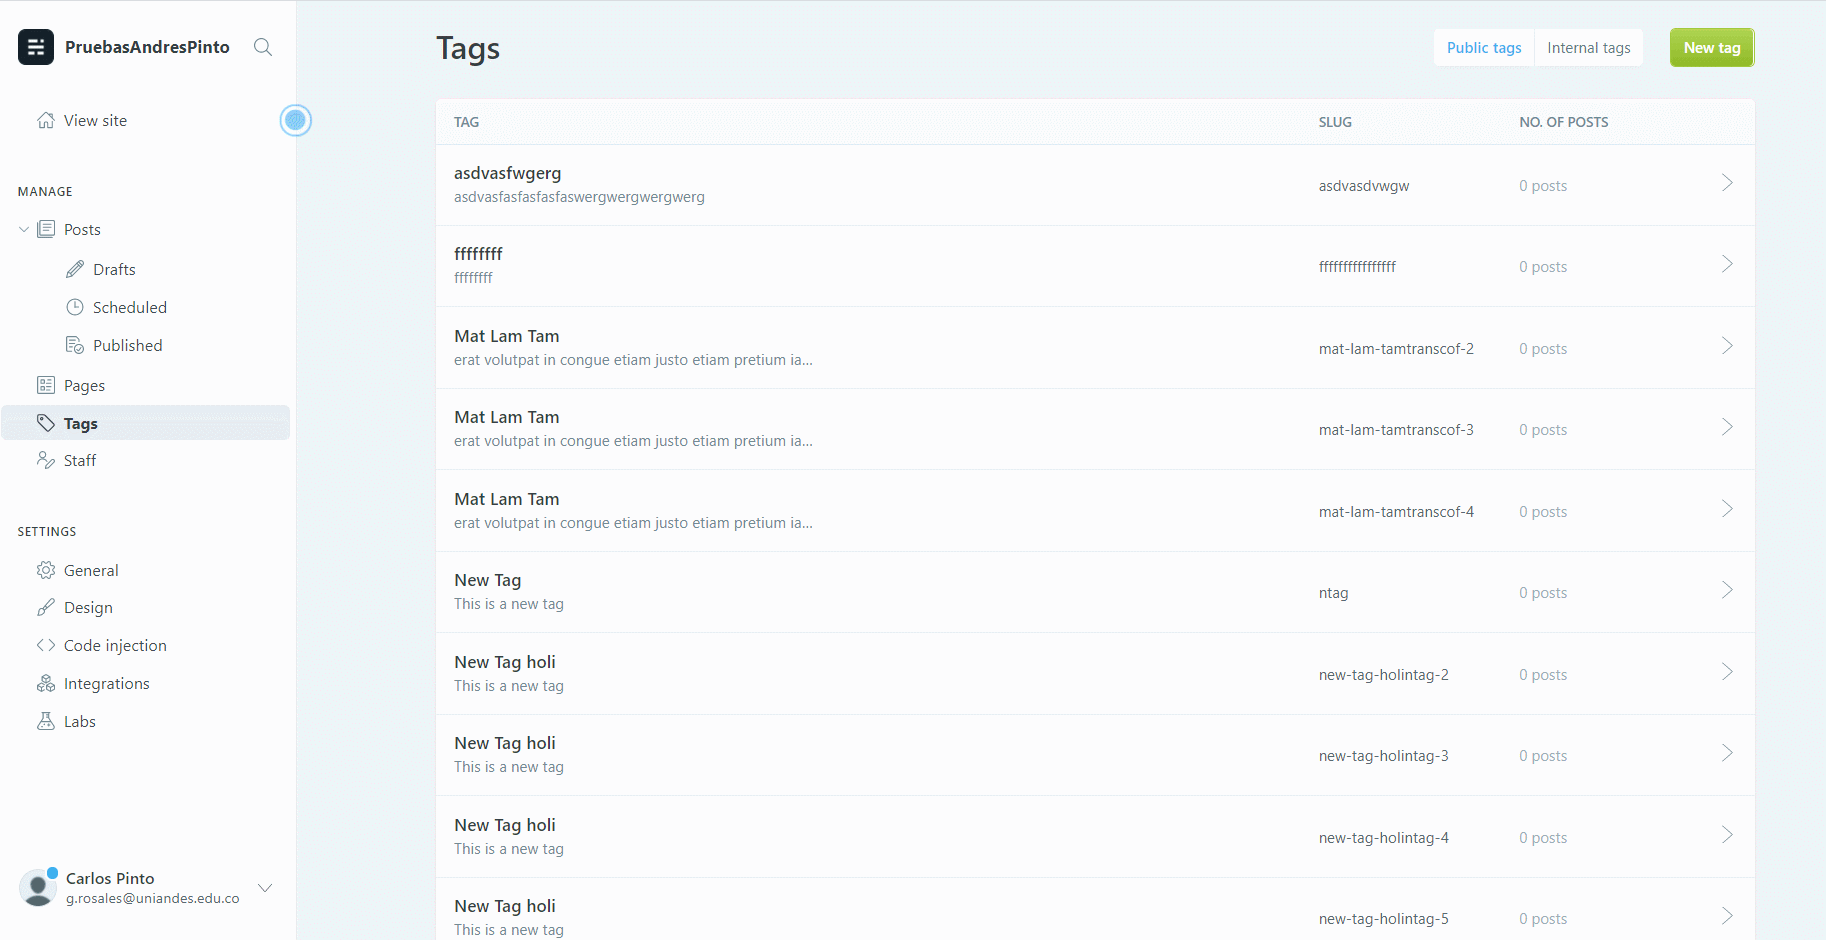 PruebasAndresPinto
View site
MANAGE
Posts
Drafts
Scheduled
Published
Pages
Tags
Staff
SETTINGS
General
Design
Code injection
Integrations
Labs
Carlos Pinto
g.rosales@uniandes.edu.co
Tags
Public tags
Internal tags
New tag
TAG SLUG NO. OF POSTS
asdvasfwgerg
asdvasfasfasfasfaswergwergwergwerg
asdvasdvwgw 0 posts
ffffffff
ffffffff
ffffffffffffffff 0 posts
Mat Lam Tam
erat volutpat in congue etiam justo etiam pretium ia...
mat-lam-tamtranscof-2 0 posts
Mat Lam Tam
erat volutpat in congue etiam justo etiam pretium ia...
mat-lam-tamtranscof-3 0 posts
Mat Lam Tam
erat volutpat in congue etiam justo etiam pretium ia...
mat-lam-tamtranscof-4 0 posts
New Tag
This is a new tag
ntag 0 posts
New Tag holi
This is a new tag
new-tag-holintag-2 0 posts
New Tag holi
This is a new tag
new-tag-holintag-3 0 posts
New Tag holi
This is a new tag
new-tag-holintag-4 0 posts
New Tag holi
This is a new tag
new-tag-holintag-5 0 posts